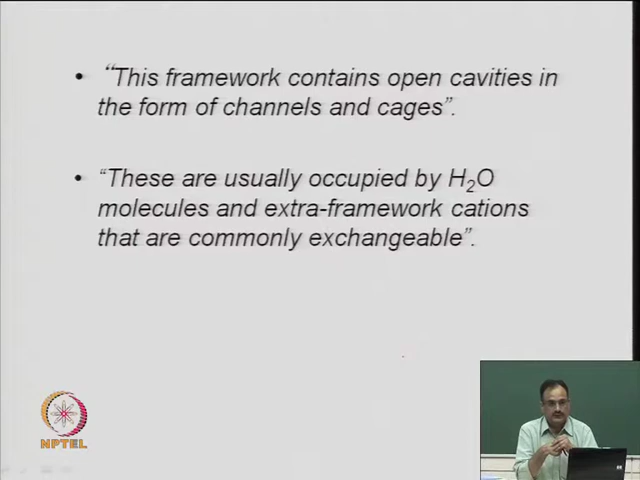 • “This framework contains open cavities in
the form of channels and cages”.
• “These are usually occupied by H₂O
molecules and extra-framework cations
that are commonly exchangeable”.
NPTEL